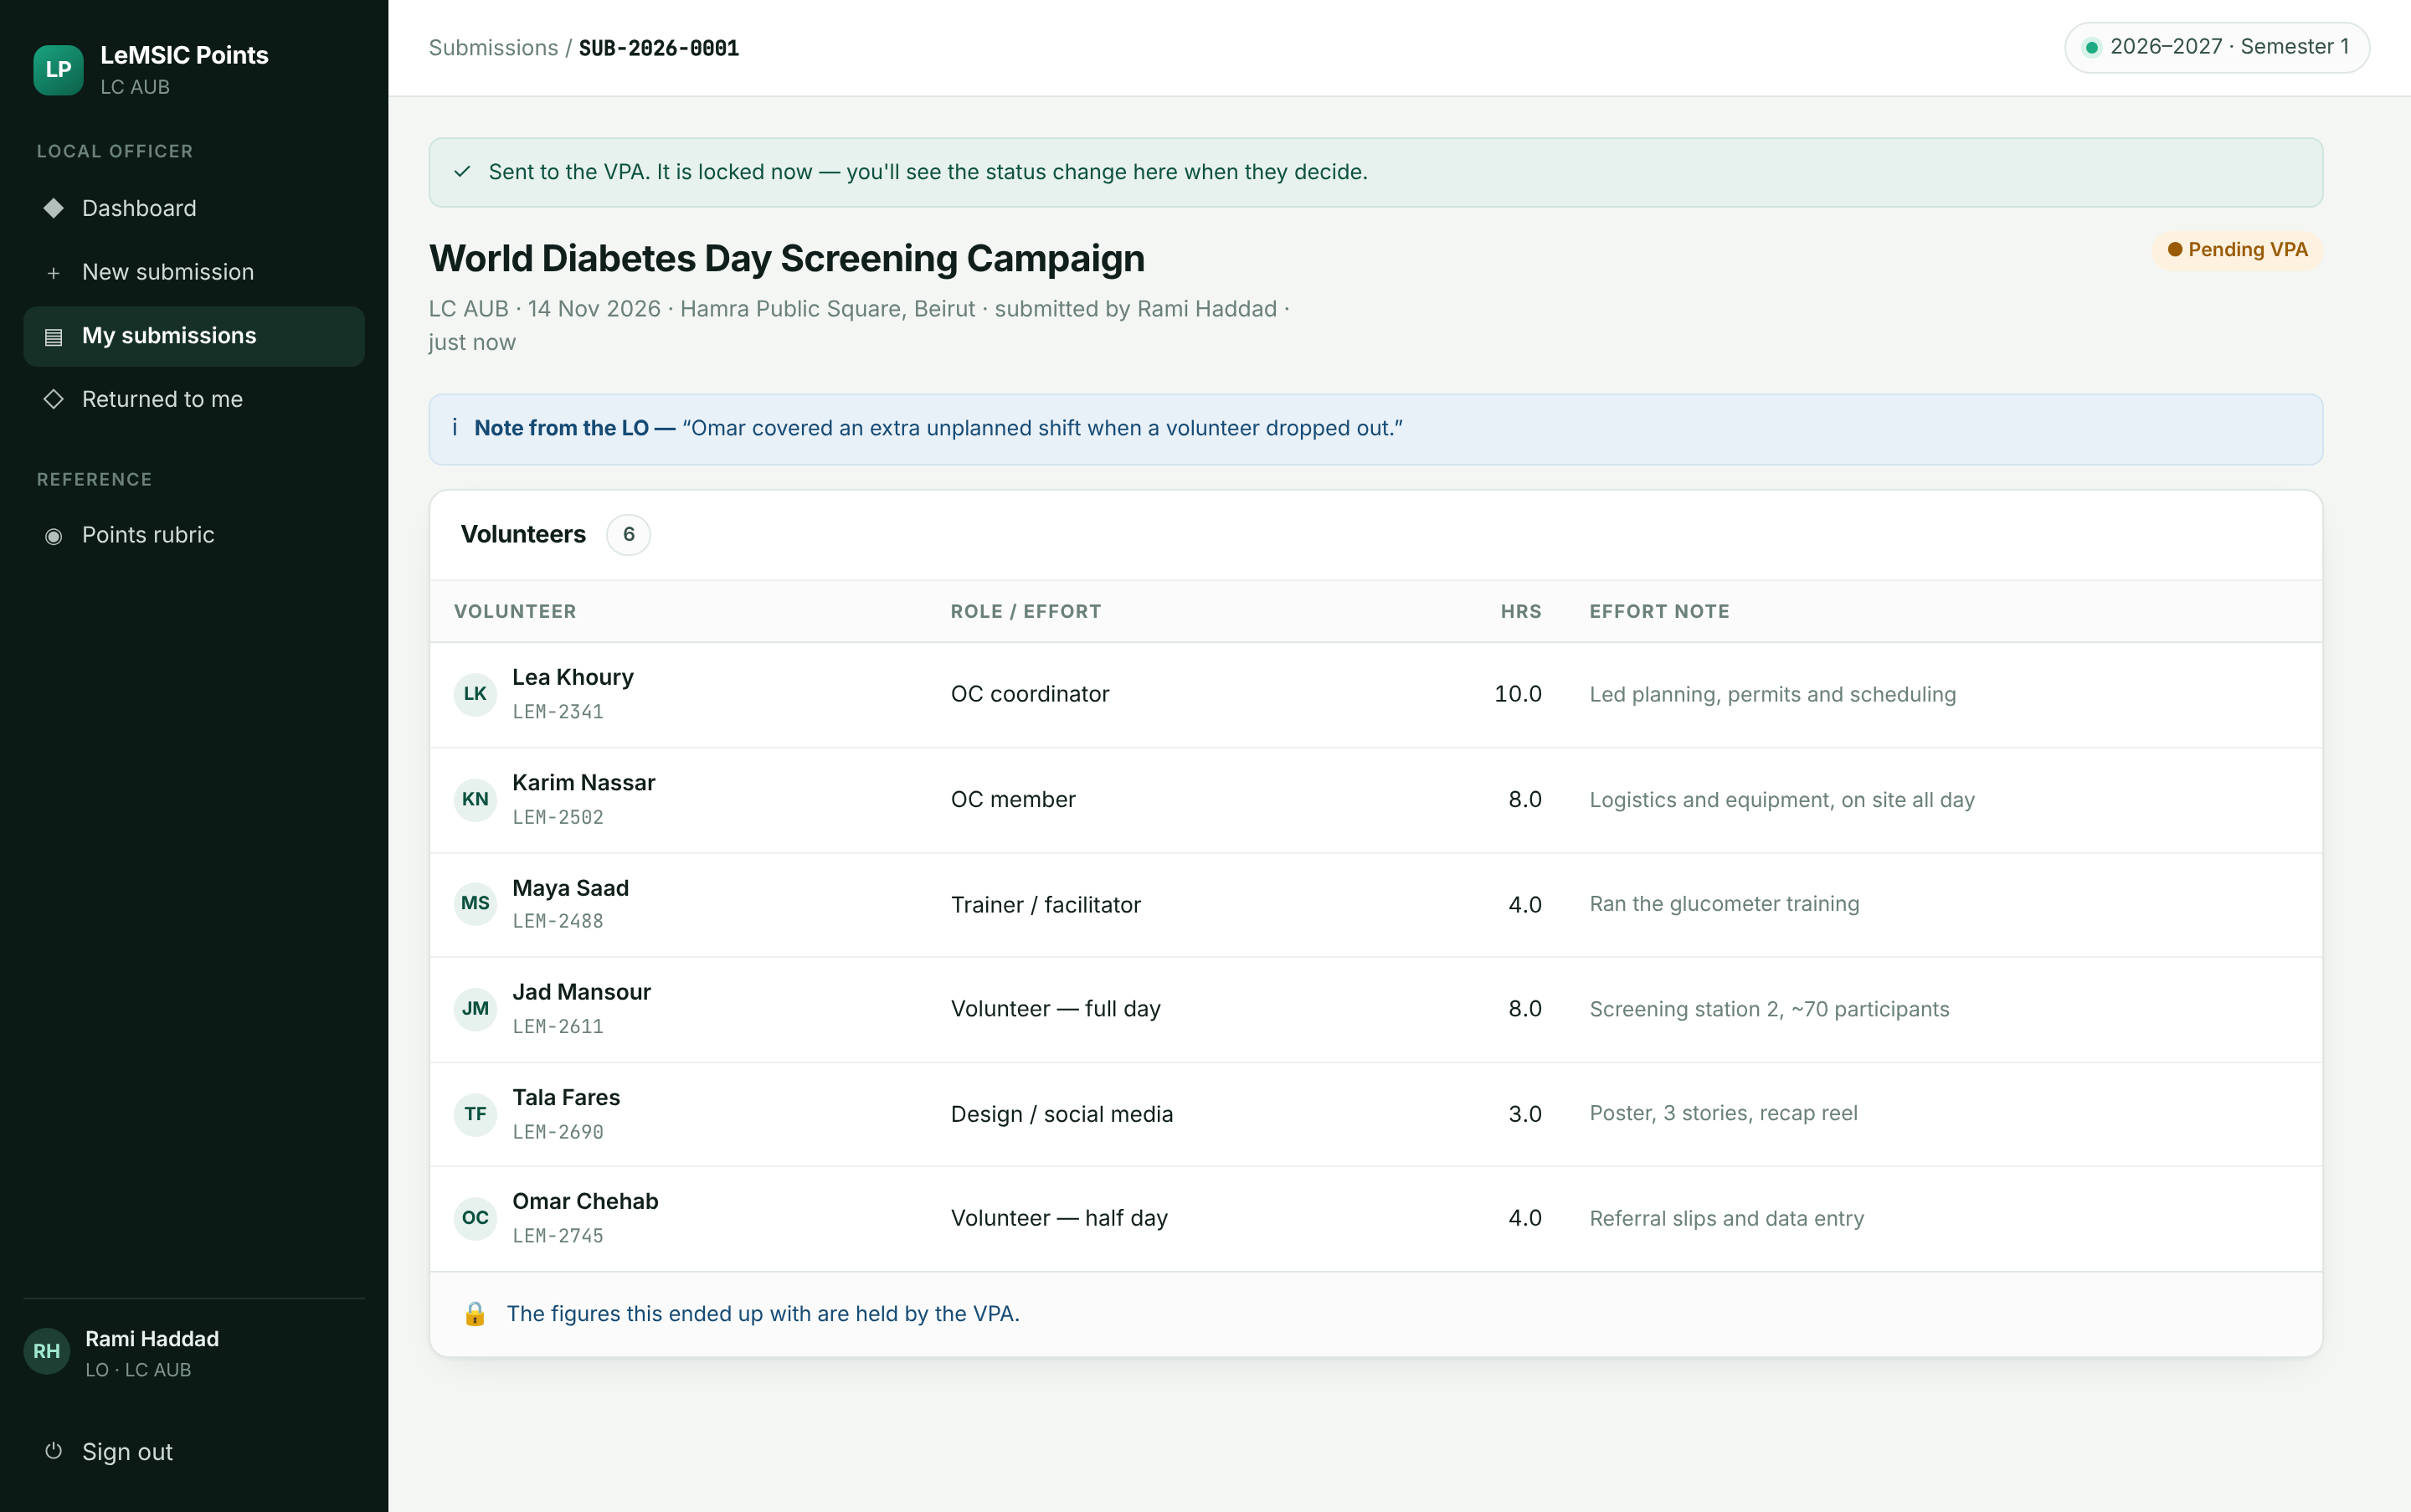 LP
LeMSIC Points
LC AUB
LOCAL OFFICER
Dashboard
New submission
My submissions
Returned to me
REFERENCE
Points rubric
RH
Rami Haddad
LO · LC AUB
Sign out
Submissions / SUB-2026-0001
2026–2027 · Semester 1
✓ Sent to the VPA. It is locked now — you'll see the status change here when they decide.
World Diabetes Day Screening Campaign
Pending VPA
LC AUB · 14 Nov 2026 · Hamra Public Square, Beirut · submitted by Rami Haddad ·
just now
i Note from the LO — “Omar covered an extra unplanned shift when a volunteer dropped out.”
Volunteers 6
VOLUNTEER ROLE / EFFORT HRS EFFORT NOTE
LK Lea Khoury
LEM-2341
OC coordinator 10.0 Led planning, permits and scheduling
KN Karim Nassar
LEM-2502
OC member 8.0 Logistics and equipment, on site all day
MS Maya Saad
LEM-2488
Trainer / facilitator 4.0 Ran the glucometer training
JM Jad Mansour
LEM-2611
Volunteer — full day 8.0 Screening station 2, ~70 participants
TF Tala Fares
LEM-2690
Design / social media 3.0 Poster, 3 stories, recap reel
OC Omar Chehab
LEM-2745
Volunteer — half day 4.0 Referral slips and data entry
🔒 The figures this ended up with are held by the VPA.